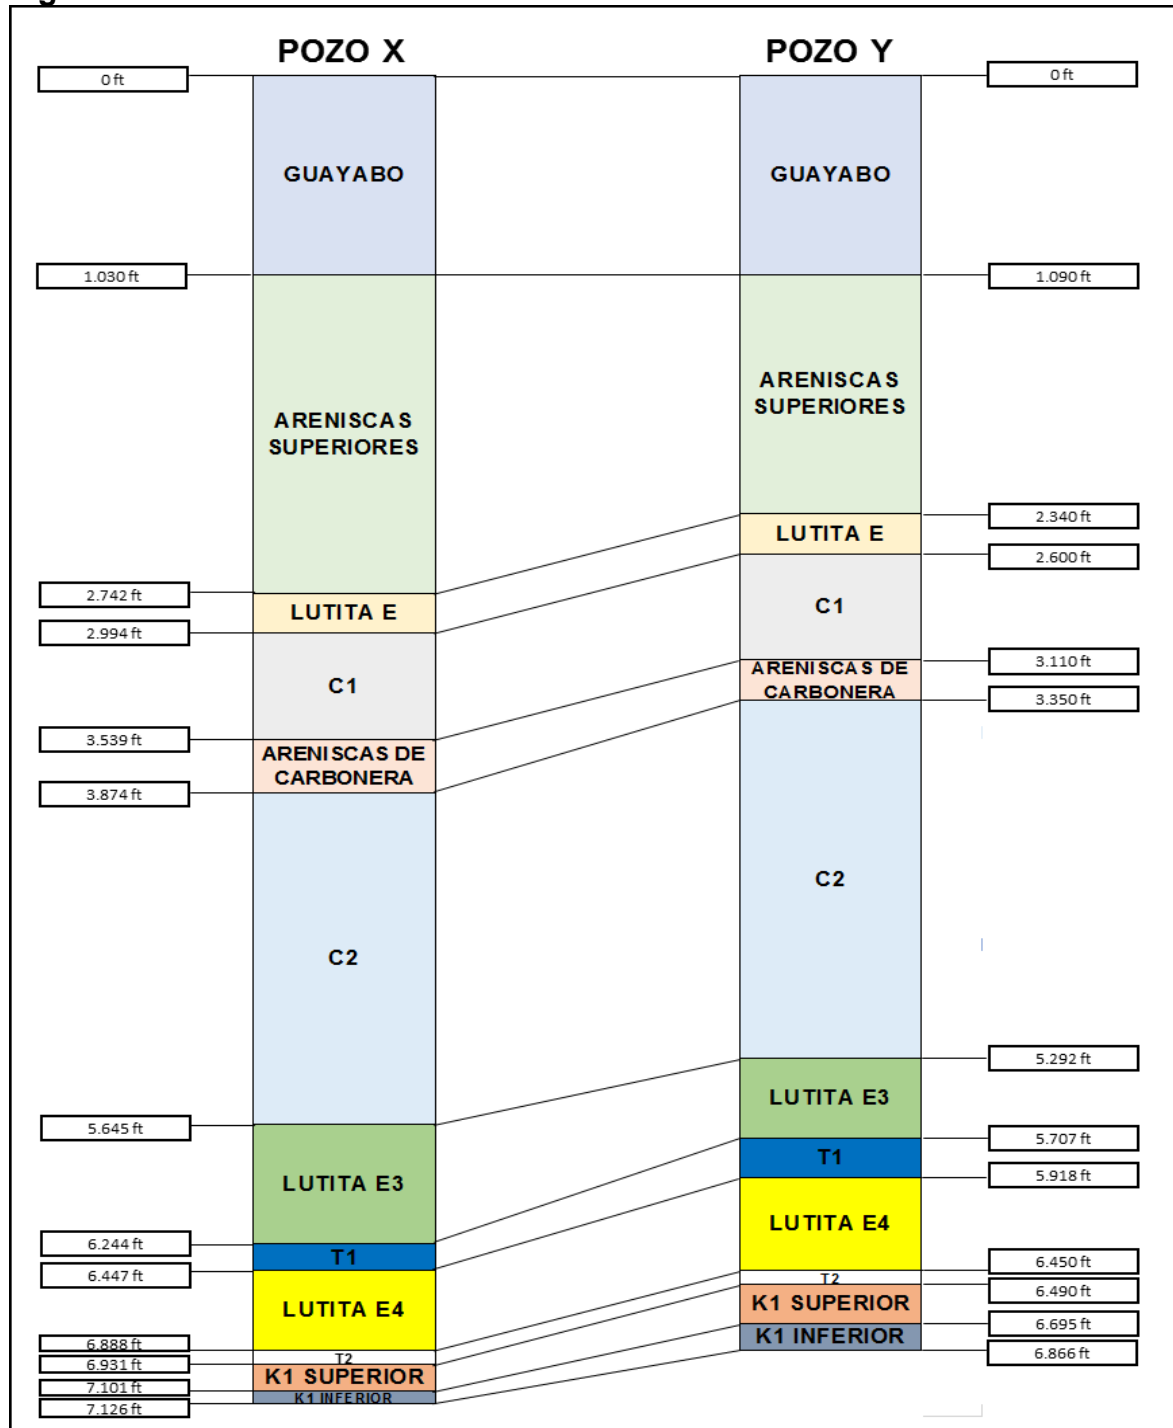 POZO X
POZO Y
0 ft
0 ft
GUAYABO
GUAYABO
1.030 ft
1.090 ft
ARENISCAS
SUPERIORES
ARENISCAS
SUPERIORES
2.340 ft
LUTITA E
2.600 ft
2.742 ft
LUTITA E
2.994 ft
C1
C1
3.110 ft
ARENISCAS DE
CARBONERA
3.350 ft
3.539 ft
ARENISCAS DE
CARBONERA
3.874 ft
C2
C2
5.292 ft
LUTITA E3
5.645 ft
5.707 ft
T1
5.918 ft
LUTITA E3
LUTITA E4
6.244 ft
T1
6.447 ft
6.450 ft
T2
6.490 ft
LUTITA E4
K1 SUPERIOR
6.695 ft
K1 INFERIOR
6.866 ft
6.888 ft
T2
6.931 ft
K1 SUPERIOR
7.101 ft
K1 INFERIOR
7.126 ft